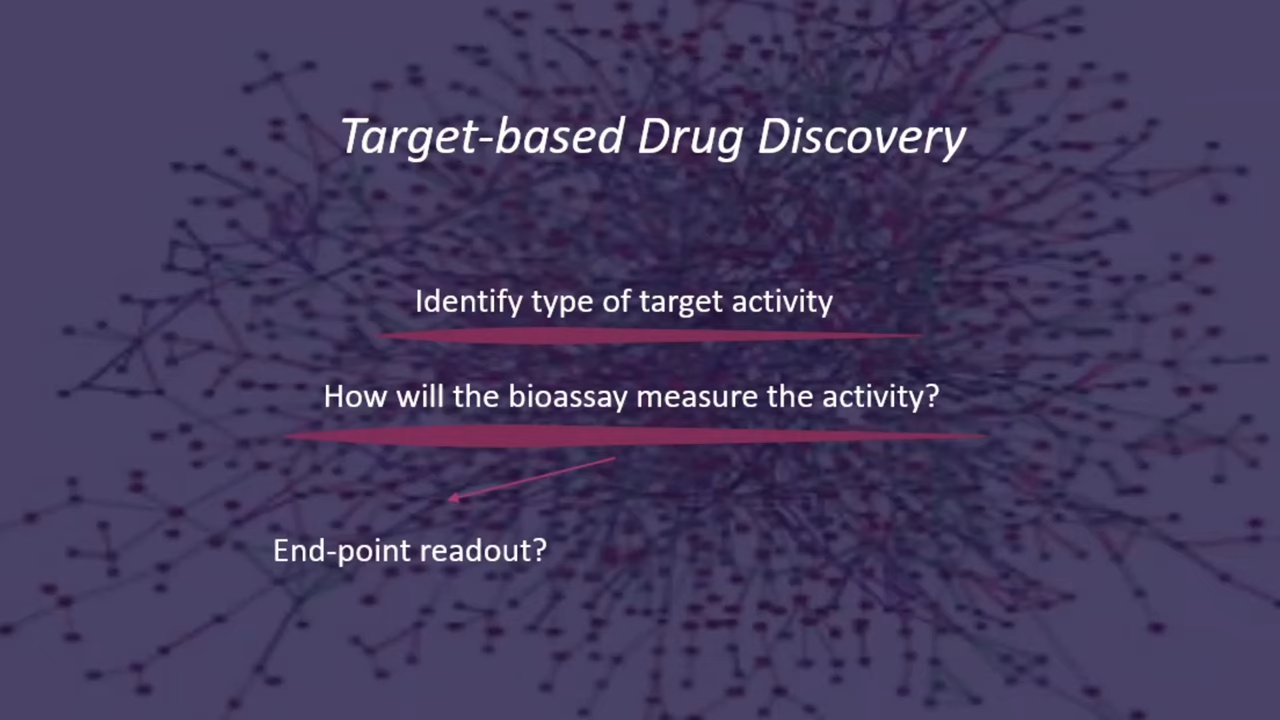 Target-based Drug Discovery
Identify type of target activity
How will the bioassay measure the activity?
End-point readout?